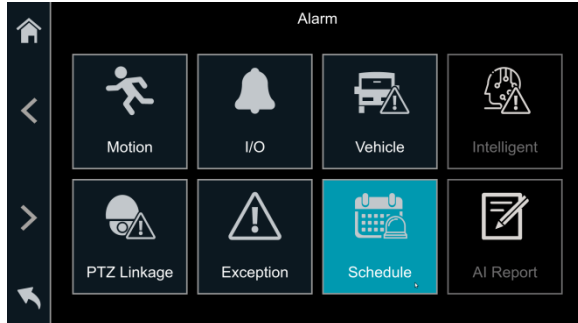 Alarm
Motion
I/O
Vehicle
Intelligent
PTZ Linkage
Exception
Schedule
AI Report